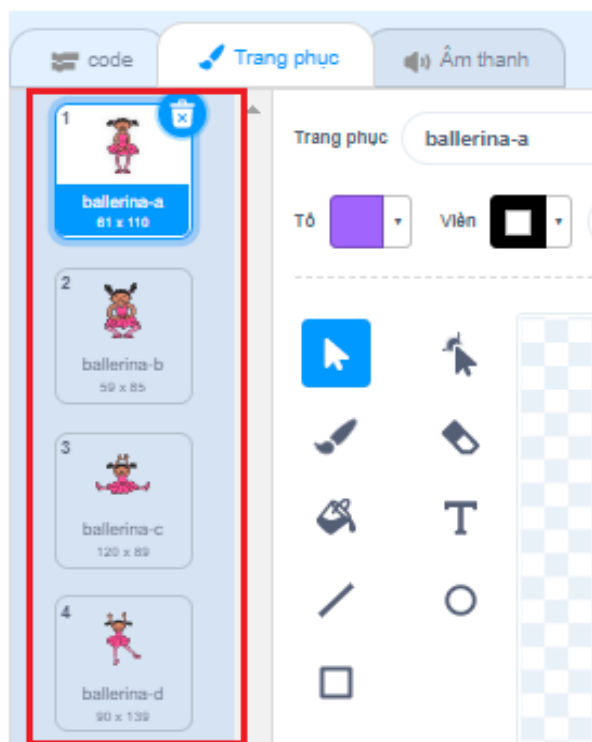 code
Trang phục
Âm thanh
1
ballerina-a
61 x 110
2
ballerina-b
59 x 85
3
ballerina-c
120 x 89
4
ballerina-d
90 x 139
Trang phục
ballerina-a
Tô
Viền
T